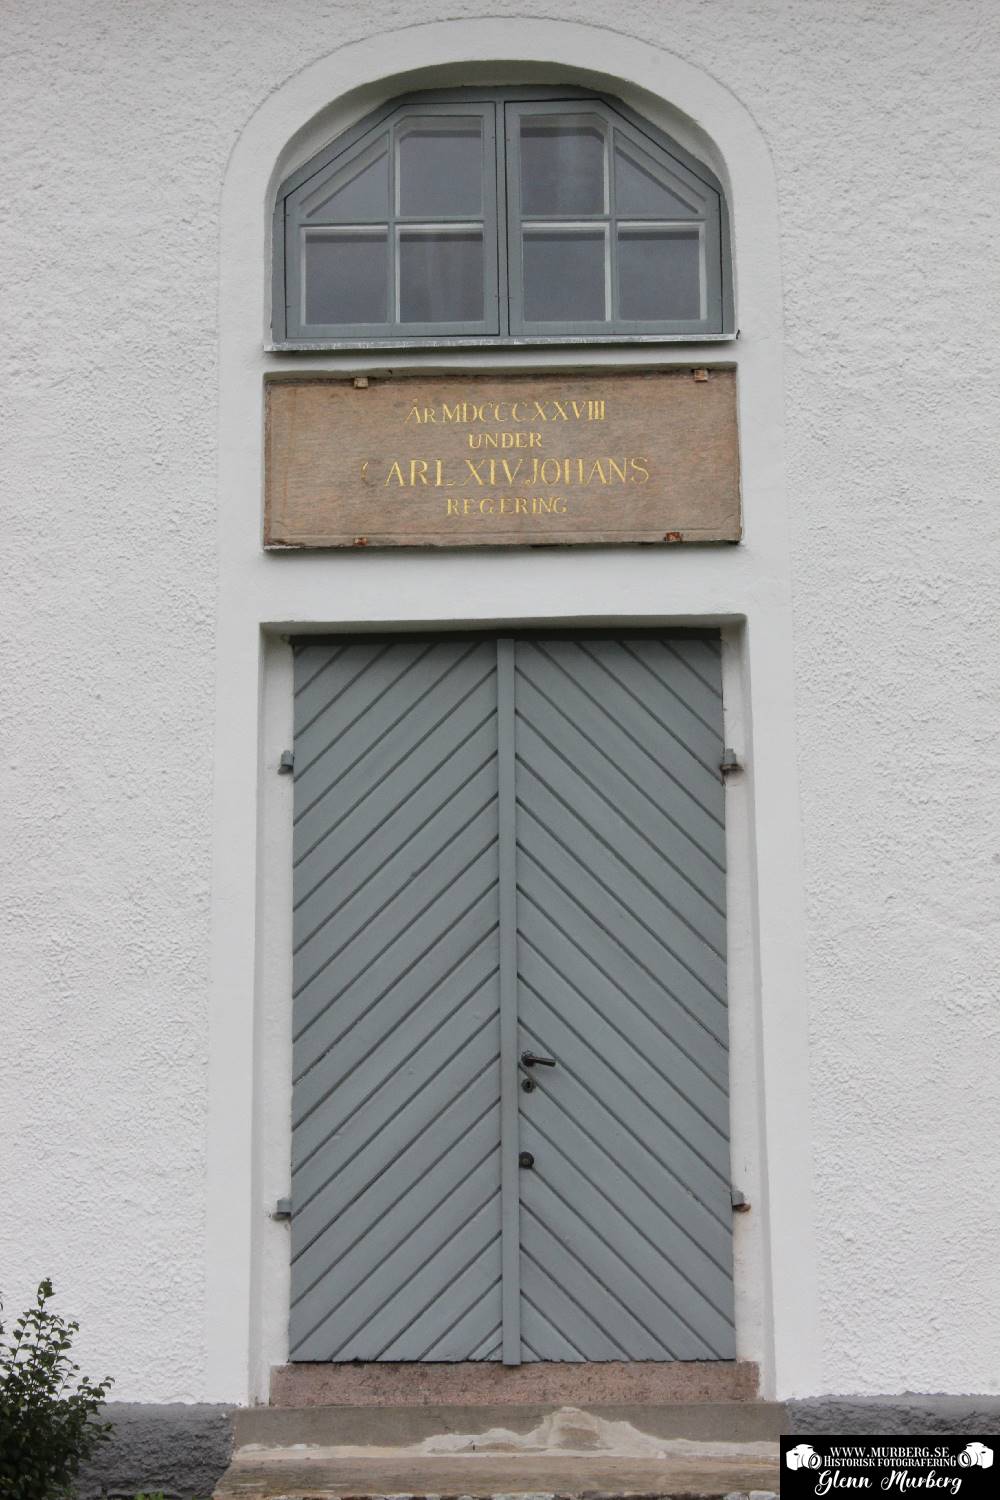 ÅR MDCCCXXVIII
UNDER
CARL XIV JOHANS
REGERING
WWW.MURBERG.SE
HISTORISK FOTOGRAFERING
Glenn Murberg